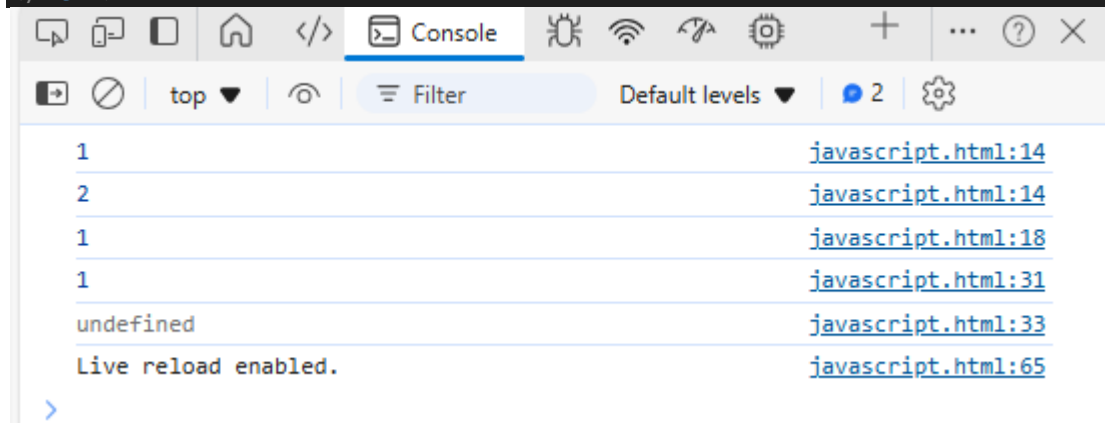 Console
top Filter Default levels 2
1 javascript.html:14
2 javascript.html:14
1 javascript.html:18
1 javascript.html:31
undefined javascript.html:33
Live reload enabled. javascript.html:65